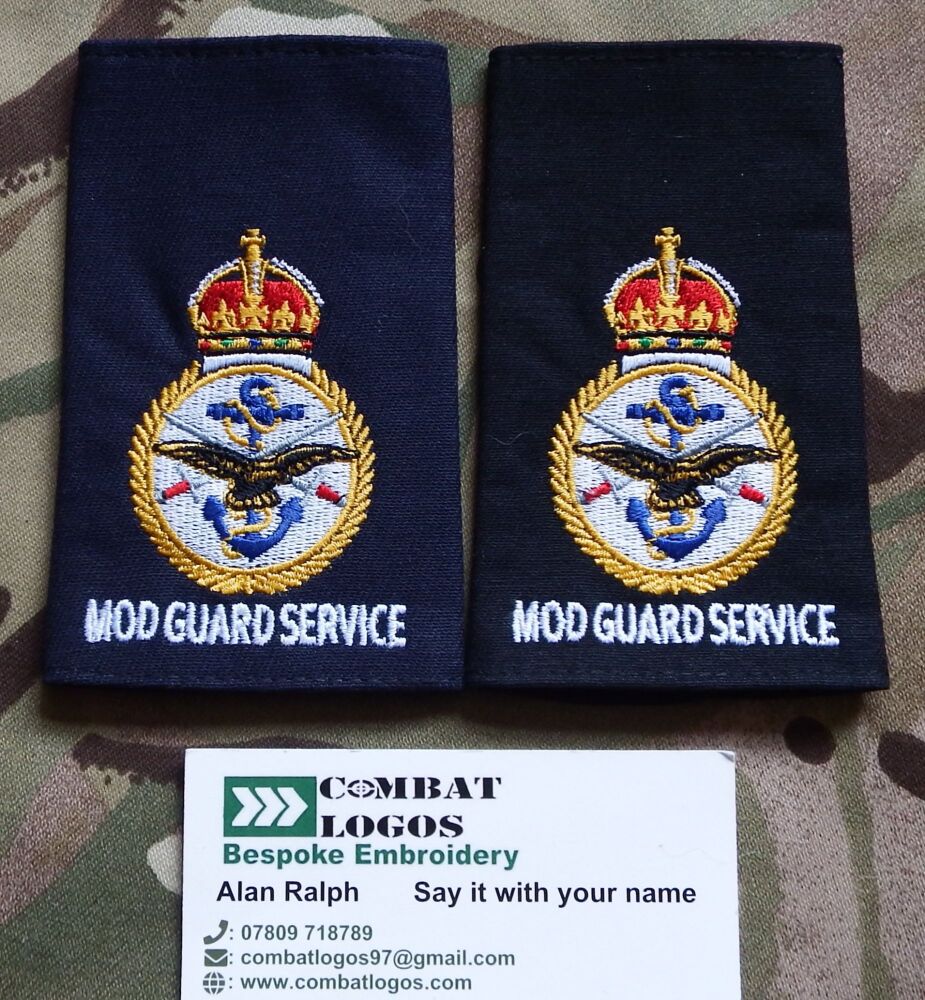 MOD GUARD SERVICE
MOD GUARD SERVICE
COMBAT
LOGOS
Bespoke Embroidery
Alan Ralph Say it with your name
: 07809 718789
: combatlogos97@gmail.com
: www.combatlogos.com